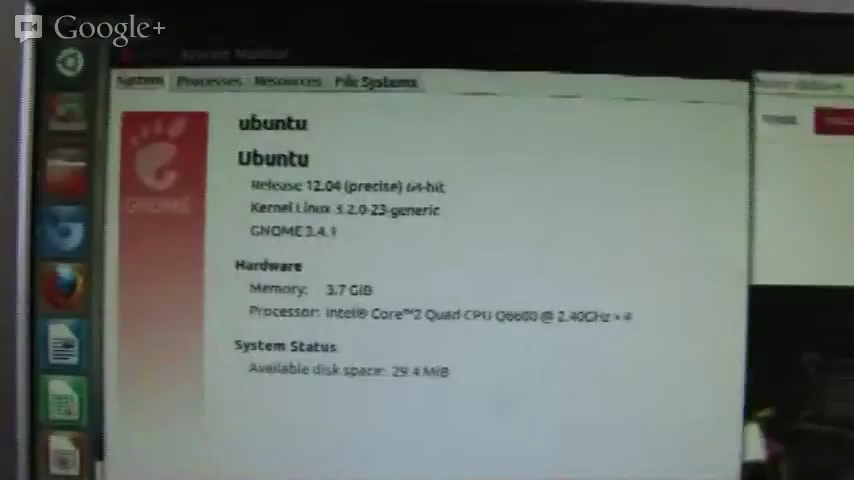 Google+
System Monitor
System Processes Resources File Systems
ubuntu
Ubuntu
Release 12.04 (precise) 64-bit
Kernel Linux 3.2.0-23-generic
GNOME 3.4.1
GNOME
Hardware
Memory: 3.7 GiB
Processor: Intel® Core™2 Quad CPU Q6600 @ 2.40GHz × 4
System Status
Available disk space: 29.4 MiB